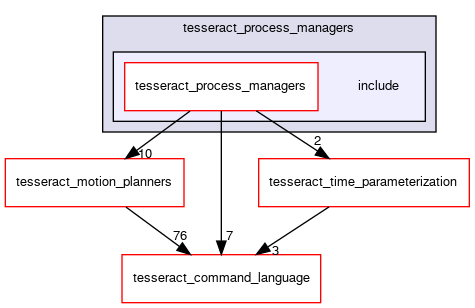 tesseract_process_managers
tesseract_process_managers
include
10
2
tesseract_motion_planners
tesseract_time_parameterization
76
7
3
tesseract_command_language